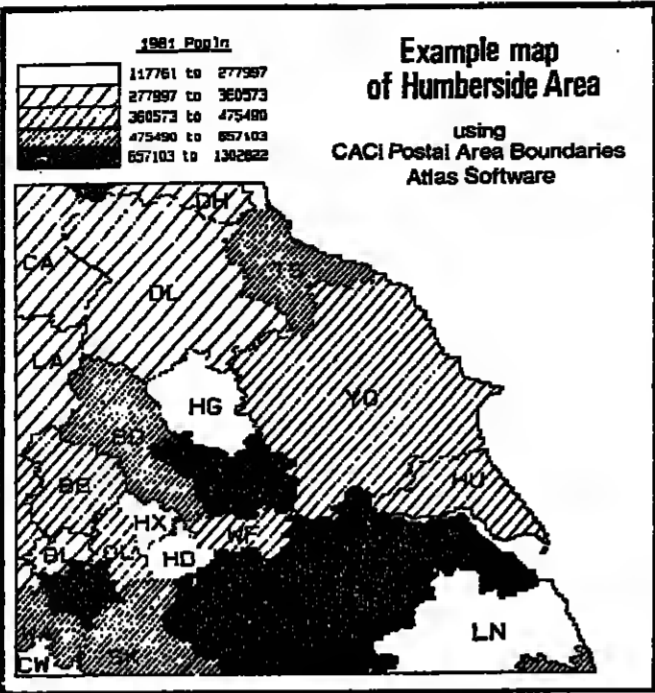 1981 Popln
117761 to 277997
277997 to 360573
360573 to 475490
475490 to 657103
657103 to 1302822
Example map
of Humberside Area
using
CACI Postal Area Boundaries
Atlas Software
DH
CA
TS
DL
LA
HG
YO
BD
HU
BB
HX
WF
BL
OL
HD
LN
SK
CW